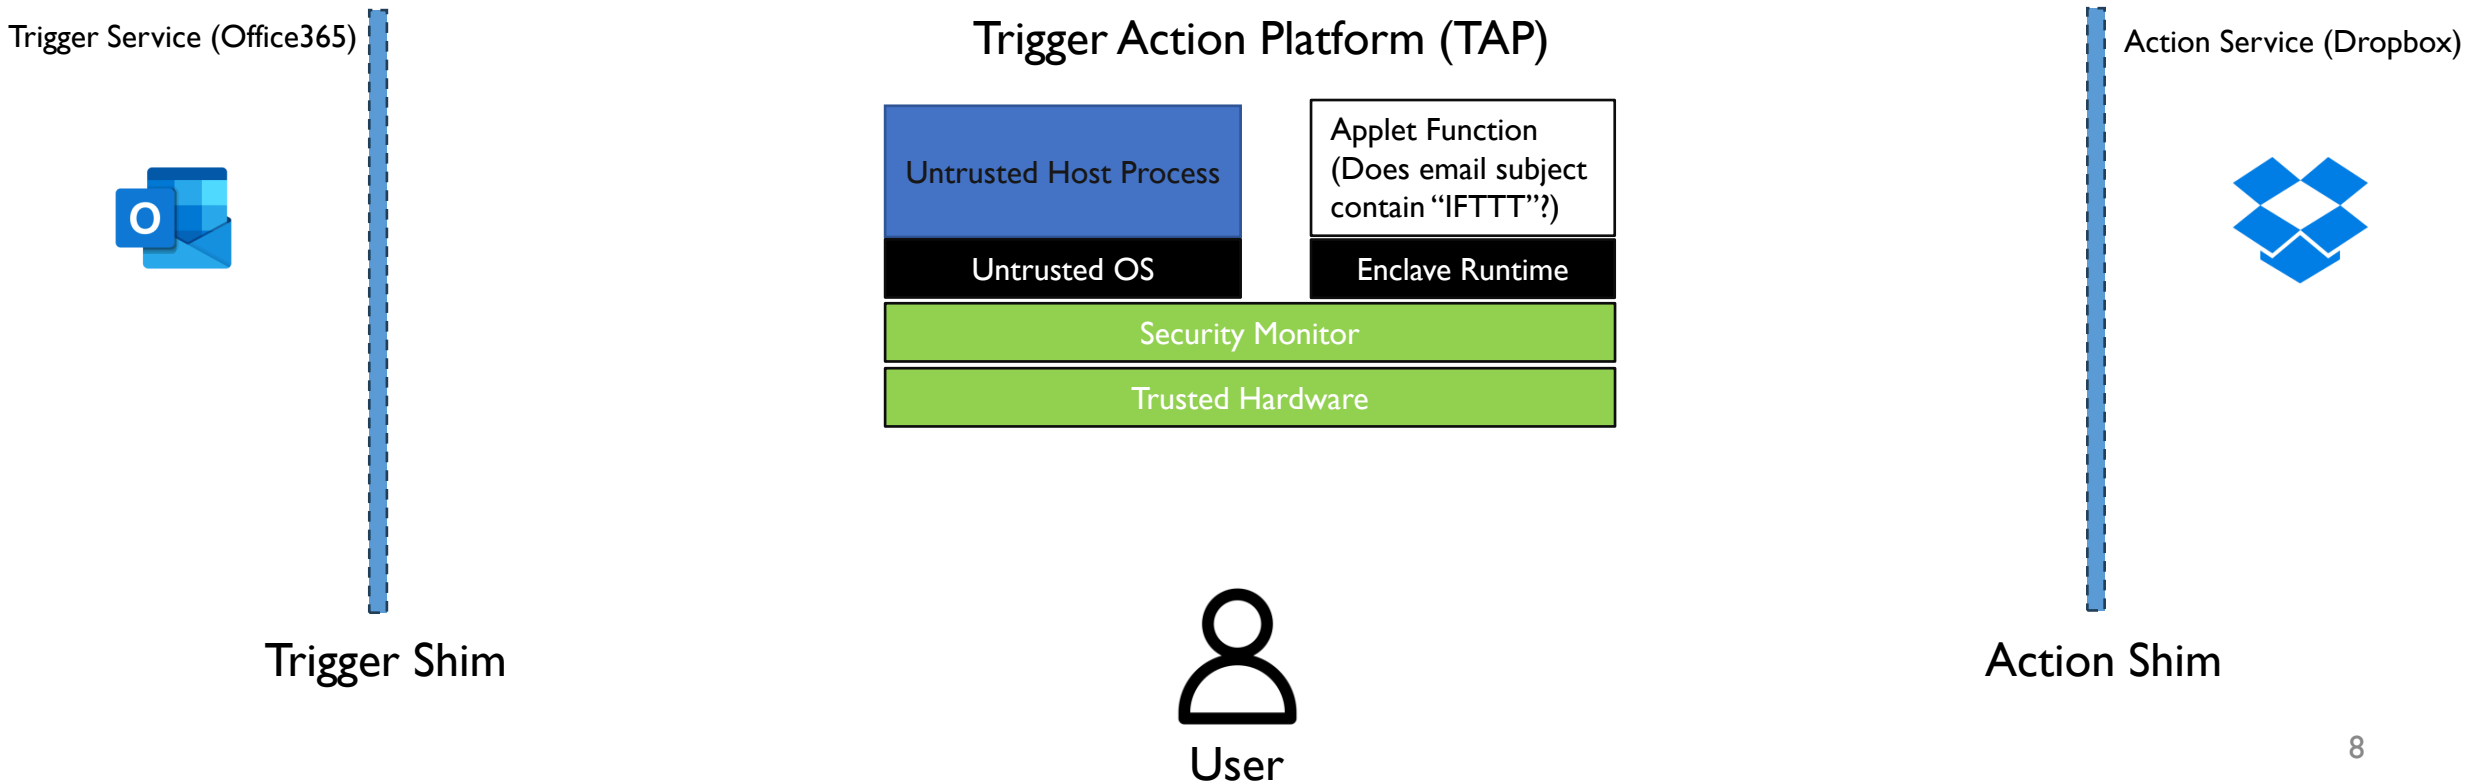 Trigger Service (Office365)
Trigger Action Platform (TAP)
Action Service (Dropbox)
Untrusted Host Process
Applet Function
(Does email subject
contain “IFTTT”?)
O
Untrusted OS
Enclave Runtime
Security Monitor
Trusted Hardware
Trigger Shim
Action Shim
User
8